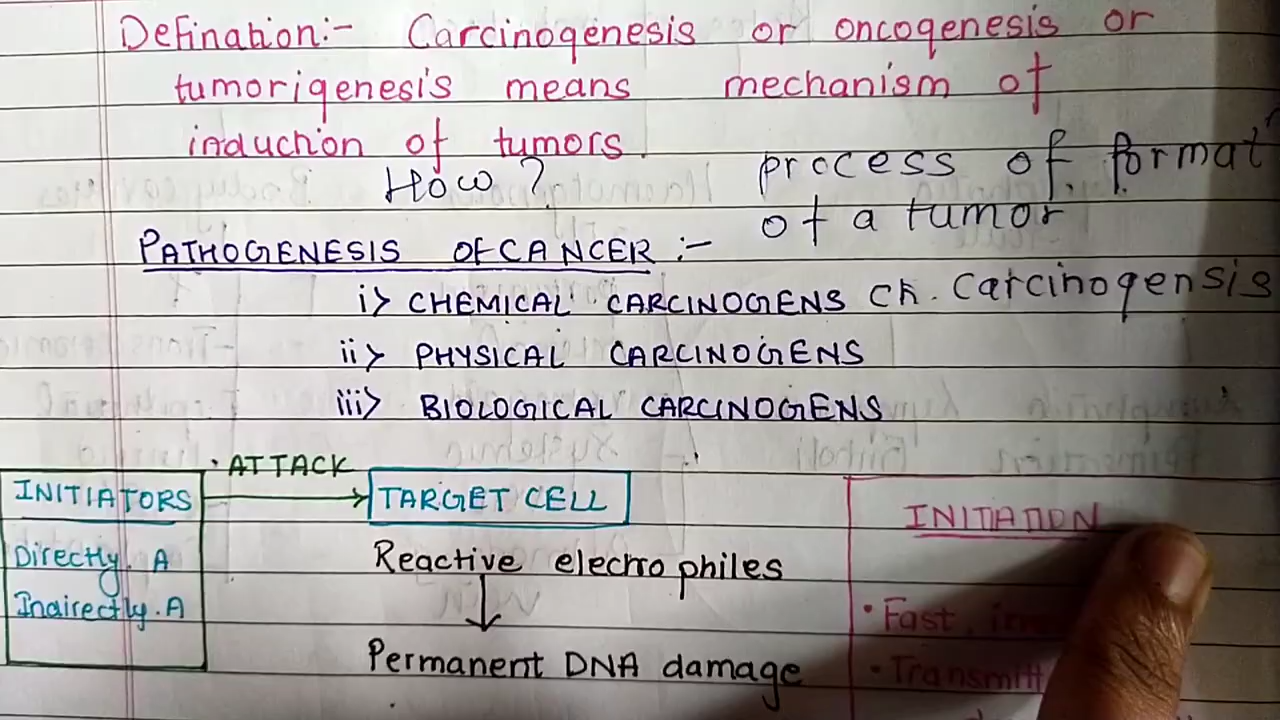 Defination:- Carcinogenesis or oncogenesis or
tumorigenesis means mechanism of
induction of tumors.
How ?
process of format
of a tumor
PATHOGENESIS OF CANCER :-
i> CHEMICAL CARCINOGENS Ch. Carcinogensis
ii> PHYSICAL CARCINOGENS
iii> BIOLOGICAL CARCINOGENS
INITIATORS
Directly. A
Indirectly. A
ATTACK
TARGET CELL
Reactive electrophiles
Permanent DNA damage
INITIATION
• Fast,